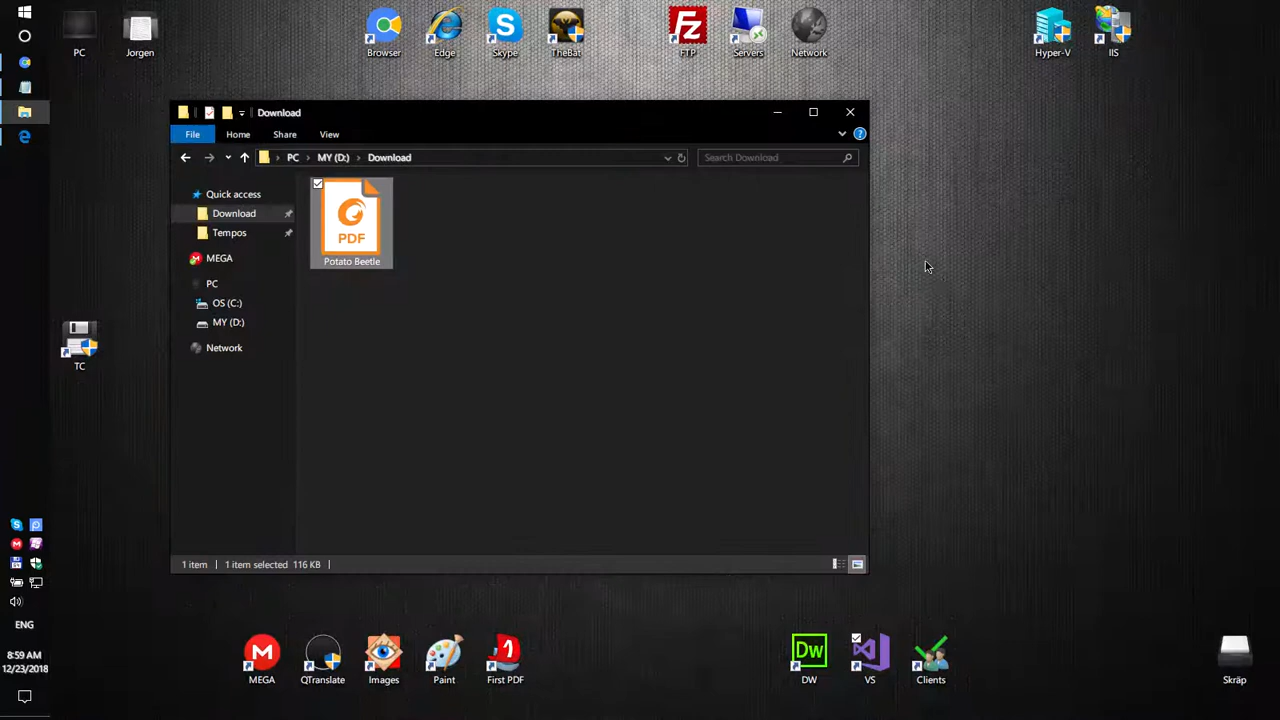 PC
Jorgen
Browser
Edge
Skype
TheBat
FTP
Servers
Network
Hyper-V
IIS
Download
File
Home
Share
View
PC
MY (D:)
Download
Search Download
Quick access
Download
Tempos
MEGA
PC
OS (C:)
MY (D:)
Network
PDF
Potato Beetle
TC
1 item
1 item selected 116 KB
ENG
8:59 AM
12/23/2018
MEGA
QTranslate
Images
Paint
First PDF
Dw
DW
VS
Clients
Skräp